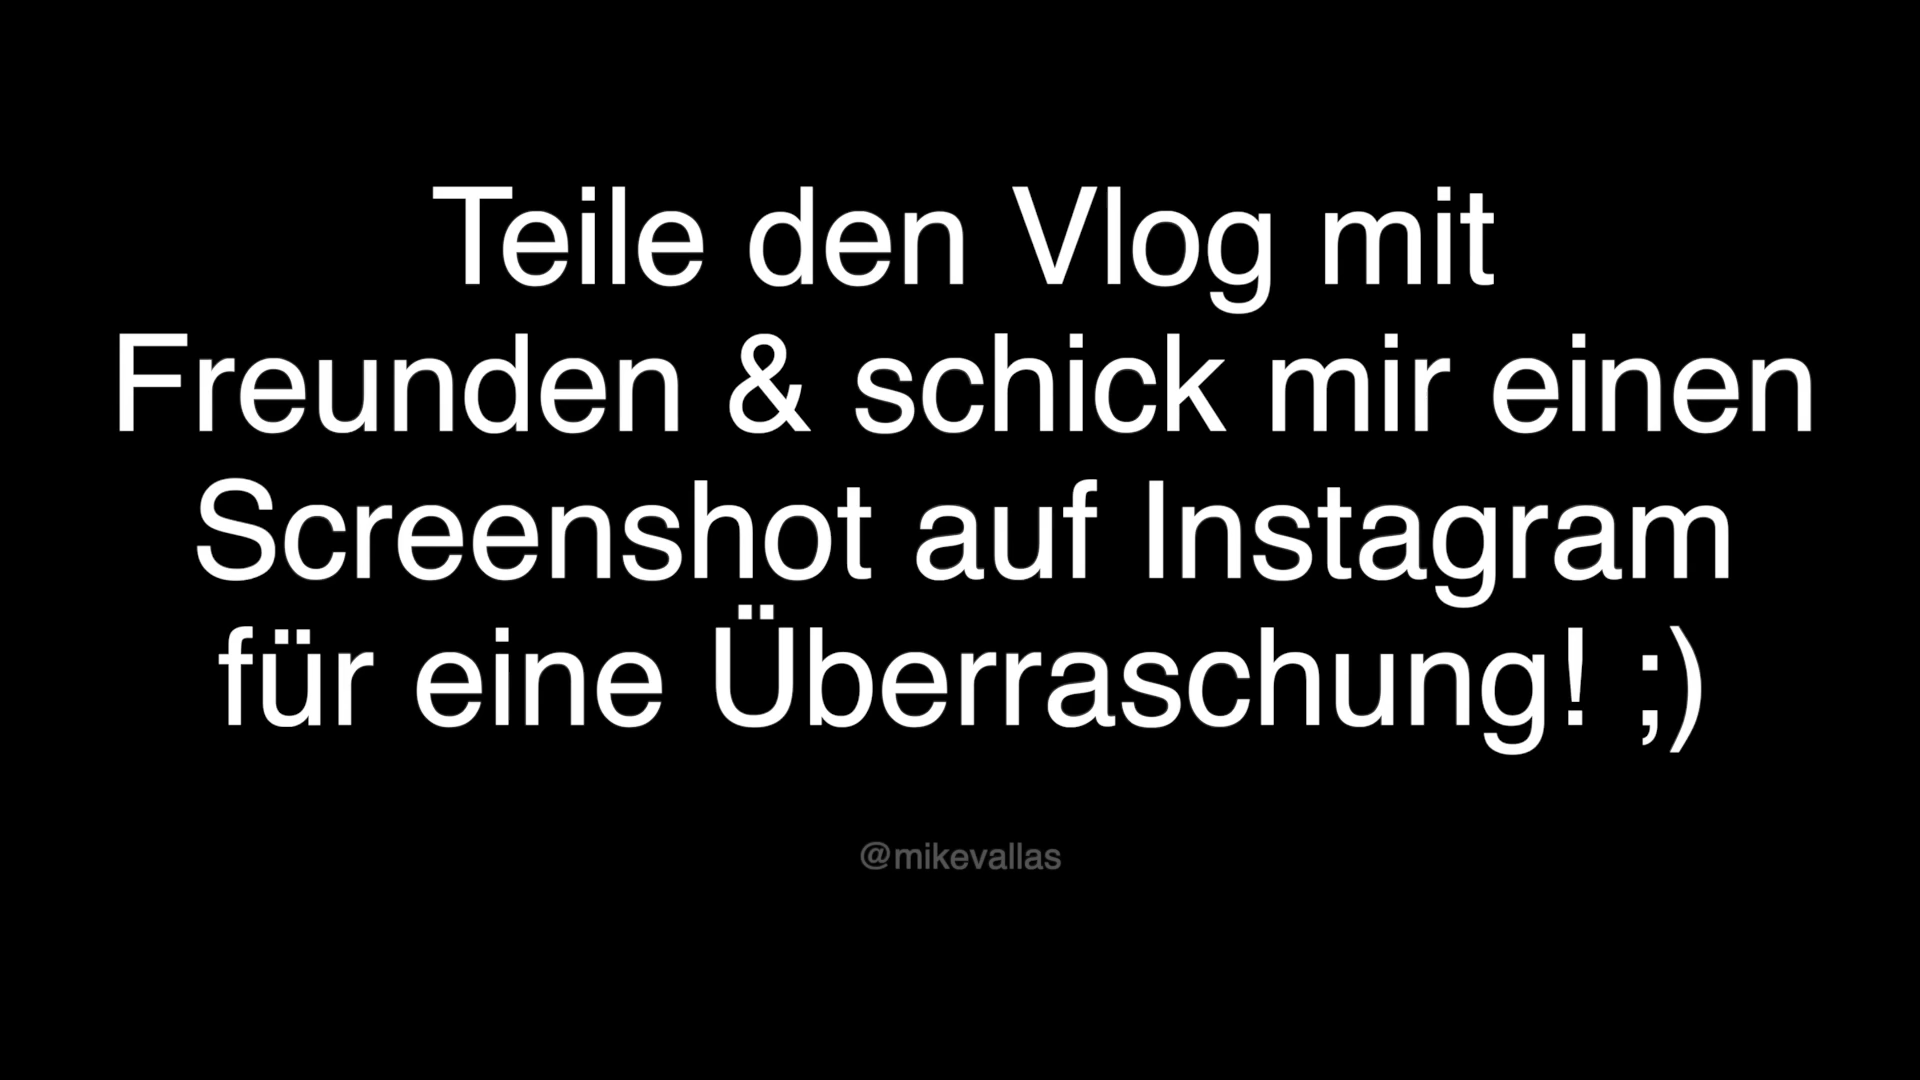 Teile den Vlog mit
Freunden & schick mir einen
Screenshot auf Instagram
für eine Überraschung! ;)
@mikevallas